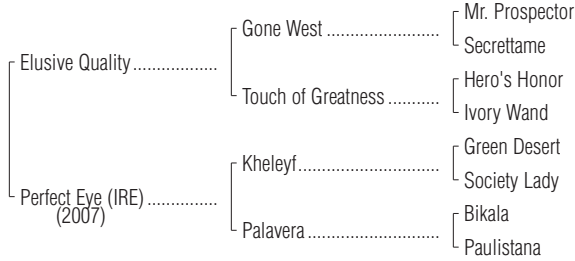 Mr. Prospector
Gone West
Secrettame
Elusive Quality
Hero's Honor
Touch of Greatness
Ivory Wand
Green Desert
Kheleyf
Society Lady
Perfect Eye (IRE)
(2007)
Bikala
Palavera
Paulistana